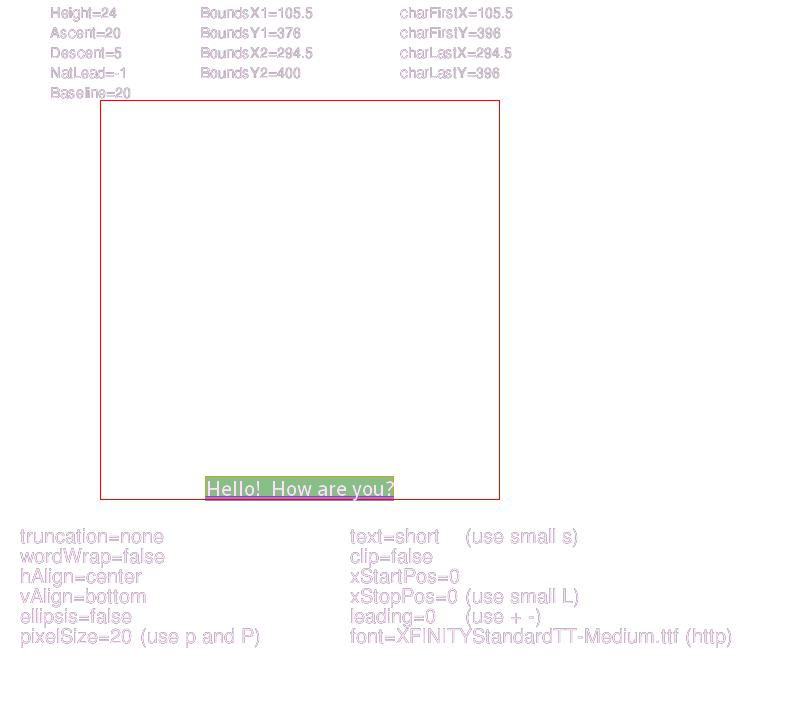 Height=24 BoundsX1=105.5 charFirstX=105.5
Ascent=20 BoundsY1=376 charFirstY=396
Descent=5 BoundsX2=294.5 charLastX=294.5
NatLead=-1 BoundsY2=400 charLastY=396
Baseline=20
Hello!  How are you?
truncation=none text=short (use small s)
wordWrap=false clip=false
hAlign=center xStartPos=0
vAlign=bottom xStopPos=0 (use small L)
ellipsis=false leading=0 (use + -)
pixelSize=20 (use p and P) font=XFINITYStandardTT-Medium.ttf (http)